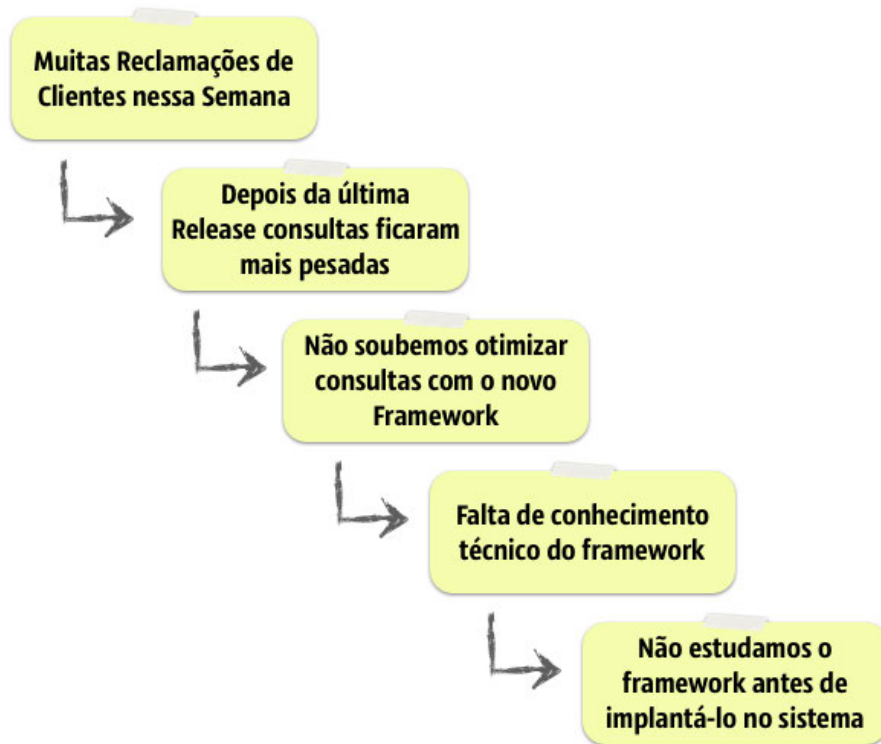 Muitas Reclamações de
Clientes nessa Semana
Depois da última
Release consultas ficaram
mais pesadas
Não soubemos otimizar
consultas com o novo
Framework
Falta de conhecimento
técnico do framework
Não estudamos o
framework antes de
implantá-lo no sistema